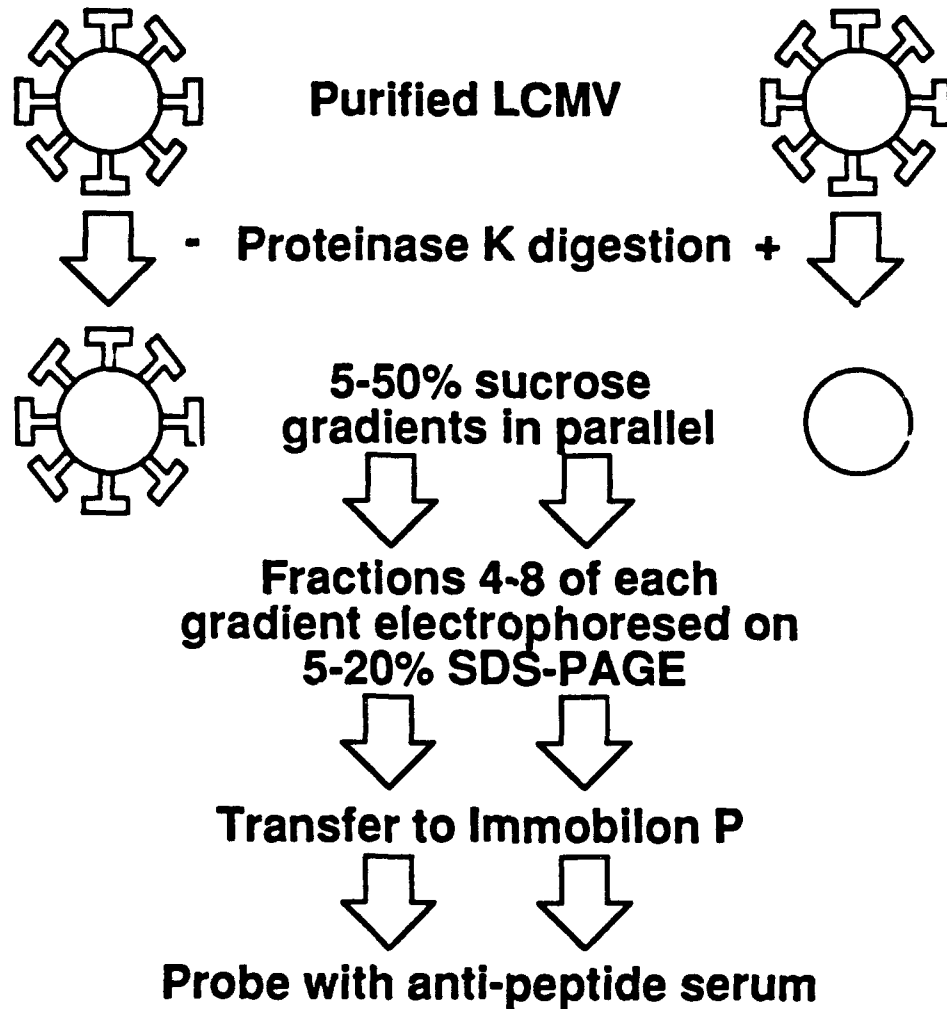 Purified LCMV
- Proteinase K digestion +
5-50% sucrose
gradients in parallel
Fractions 4-8 of each
gradient electrophoresed on
5-20% SDS-PAGE
Transfer to Immobilon P
Probe with anti-peptide serum